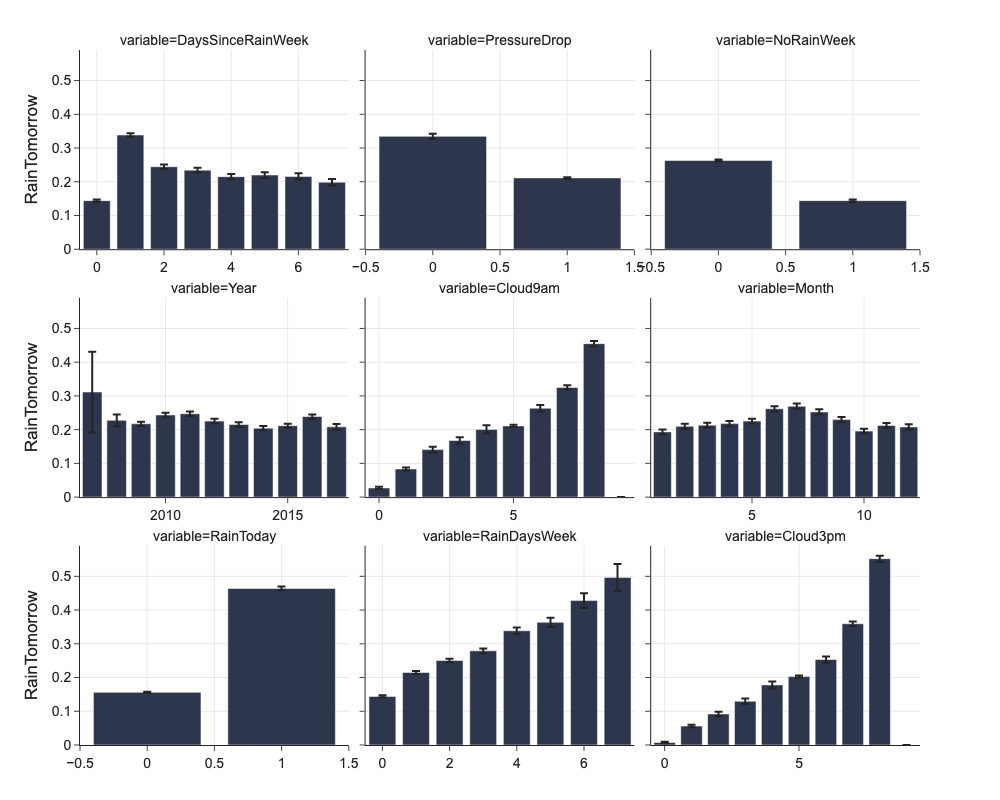 variable=DaysSinceRainWeek variable=PressureDrop variable=NoRainWeek
RainTomorrow
0.5
0.4
0.3
0.2
0.1
0
0 2 4 6 −0.5 0 0.5 1 1.5 −0.5 0 0.5 1 1.5
variable=Year variable=Cloud9am variable=Month
RainTomorrow
0.5
0.4
0.3
0.2
0.1
0
2010 2015 0 5 5 10
variable=RainToday variable=RainDaysWeek variable=Cloud3pm
RainTomorrow
0.5
0.4
0.3
0.2
0.1
0
−0.5 0 0.5 1 1.5 0 2 4 6 0 5